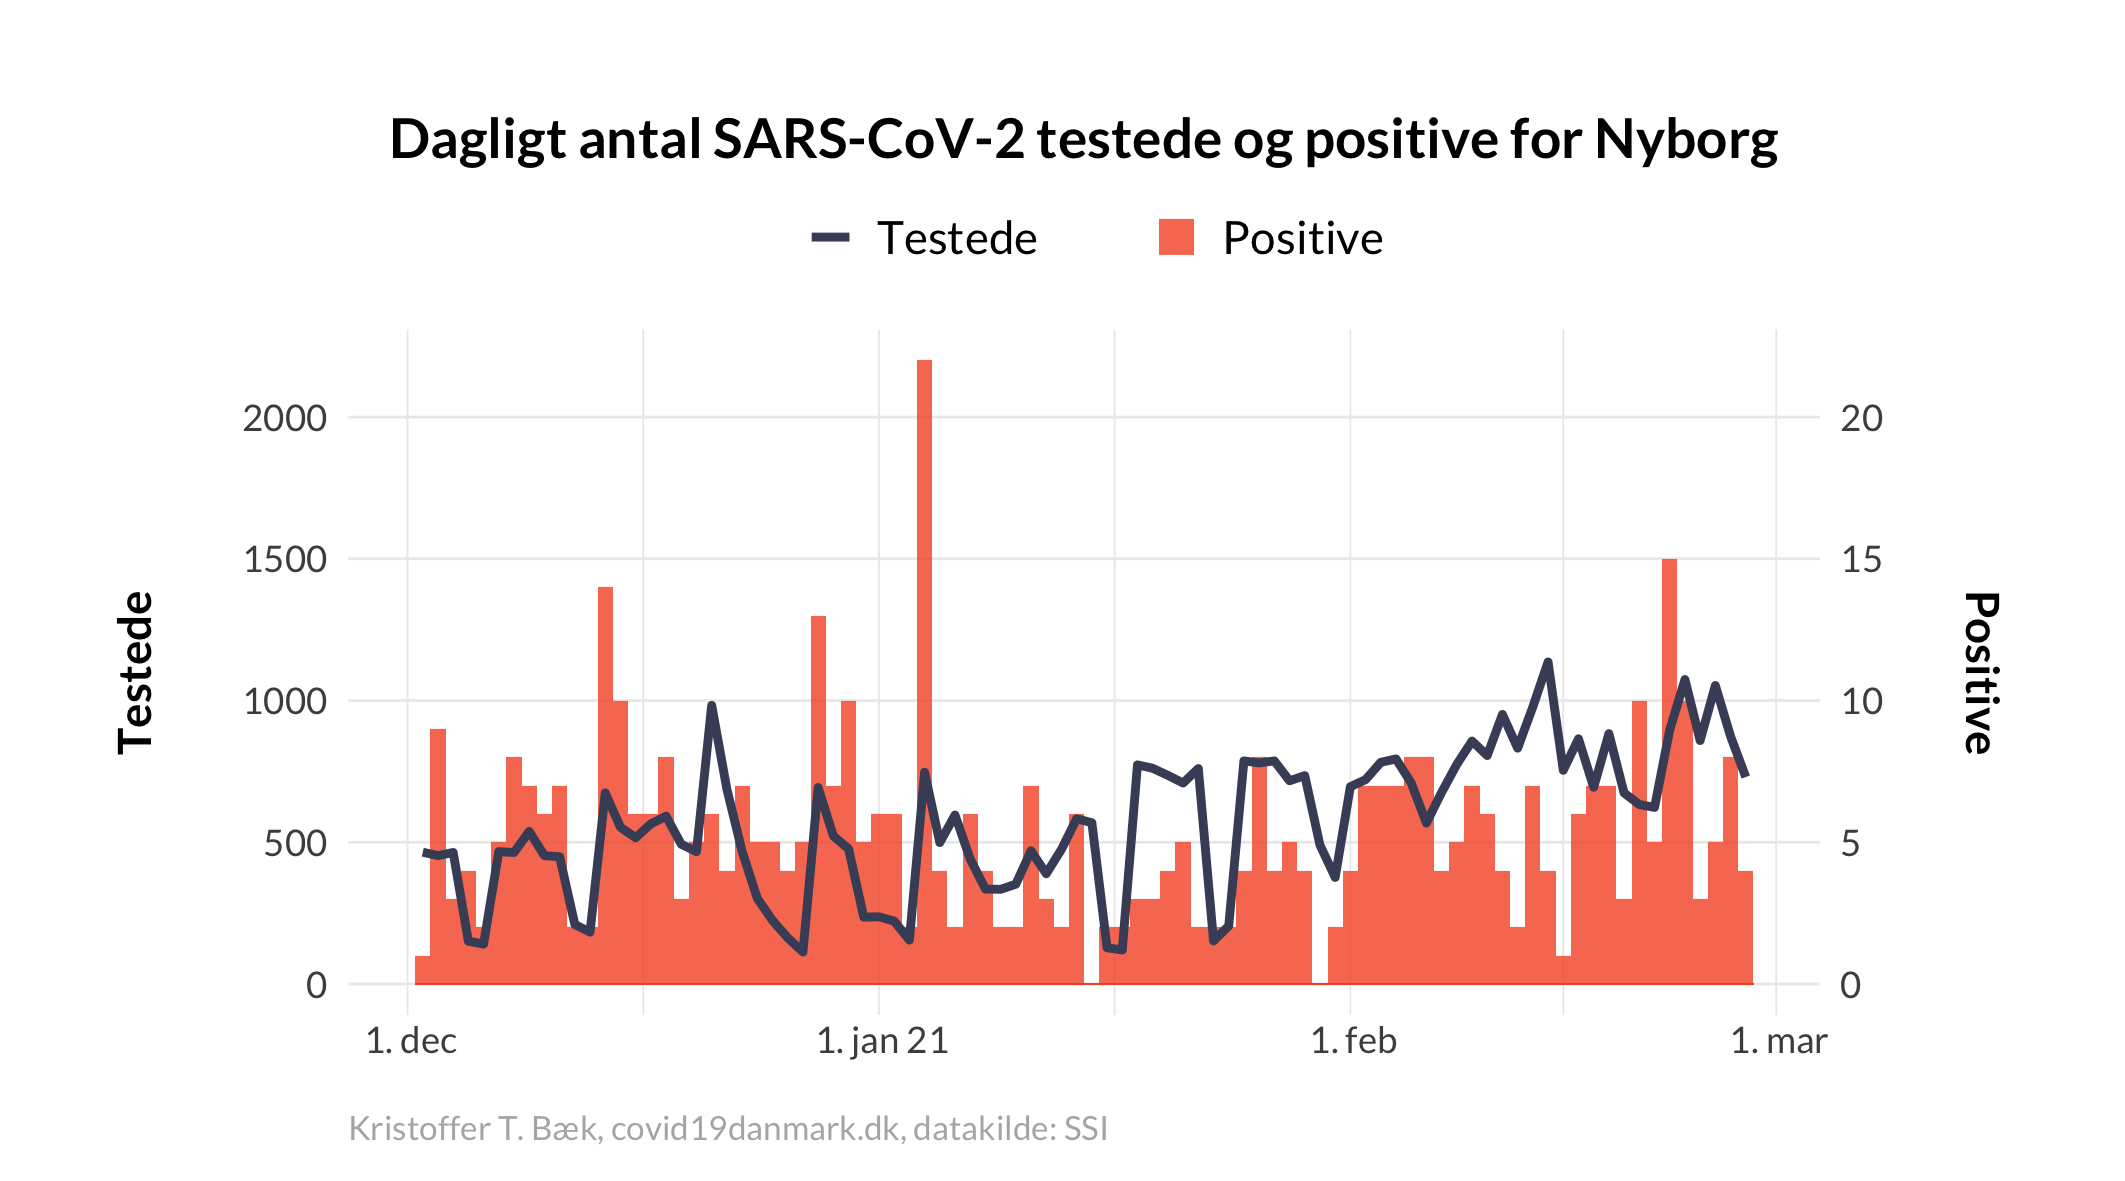 Dagligt antal SARS-CoV-2 testede og positive for Nyborg
Testede
Positive
Testede
2000
1500
1000
500
0
20
15
10
5
0
Positive
1. dec
1. jan 21
1. feb
1. mar
Kristoffer T. Bæk, covid19danmark.dk, datakilde: SSI